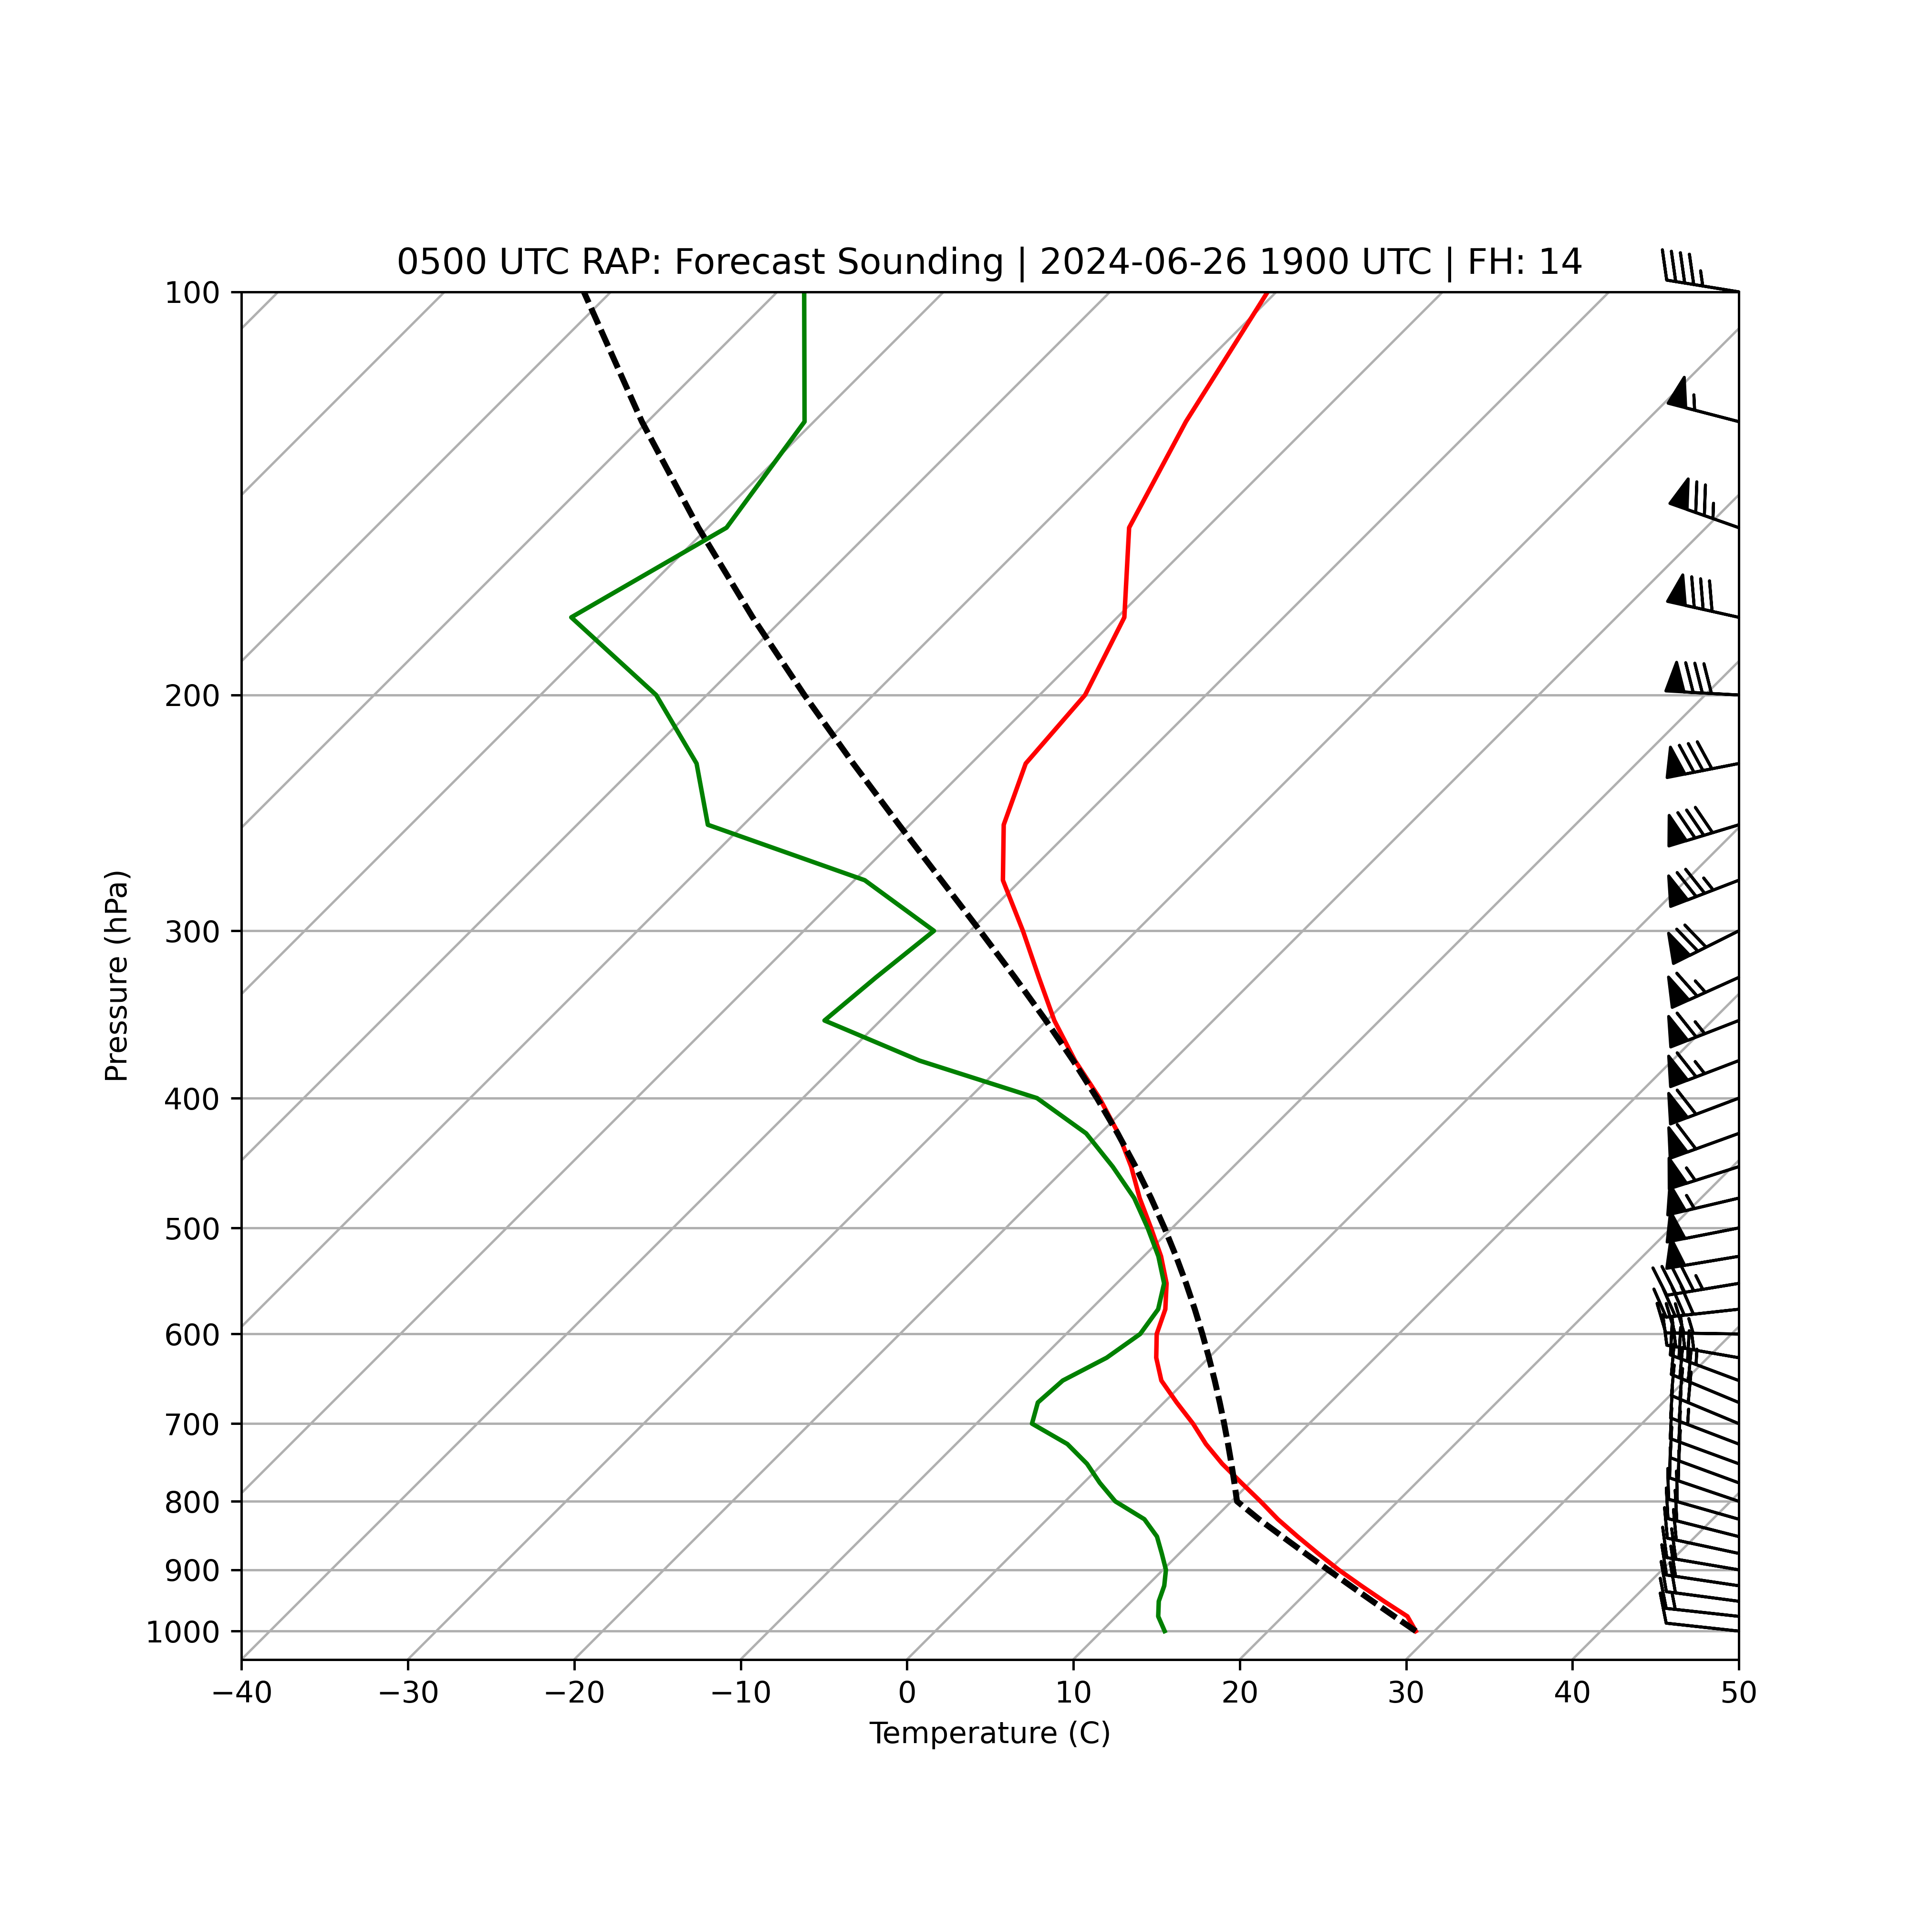 0500 UTC RAP: Forecast Sounding | 2024-06-26 1900 UTC | FH: 14
100
200
300
400
500
600
700
800
900
1000
Pressure (hPa)
−40 −30 −20 −10 0 10 20 30 40 50
Temperature (C)